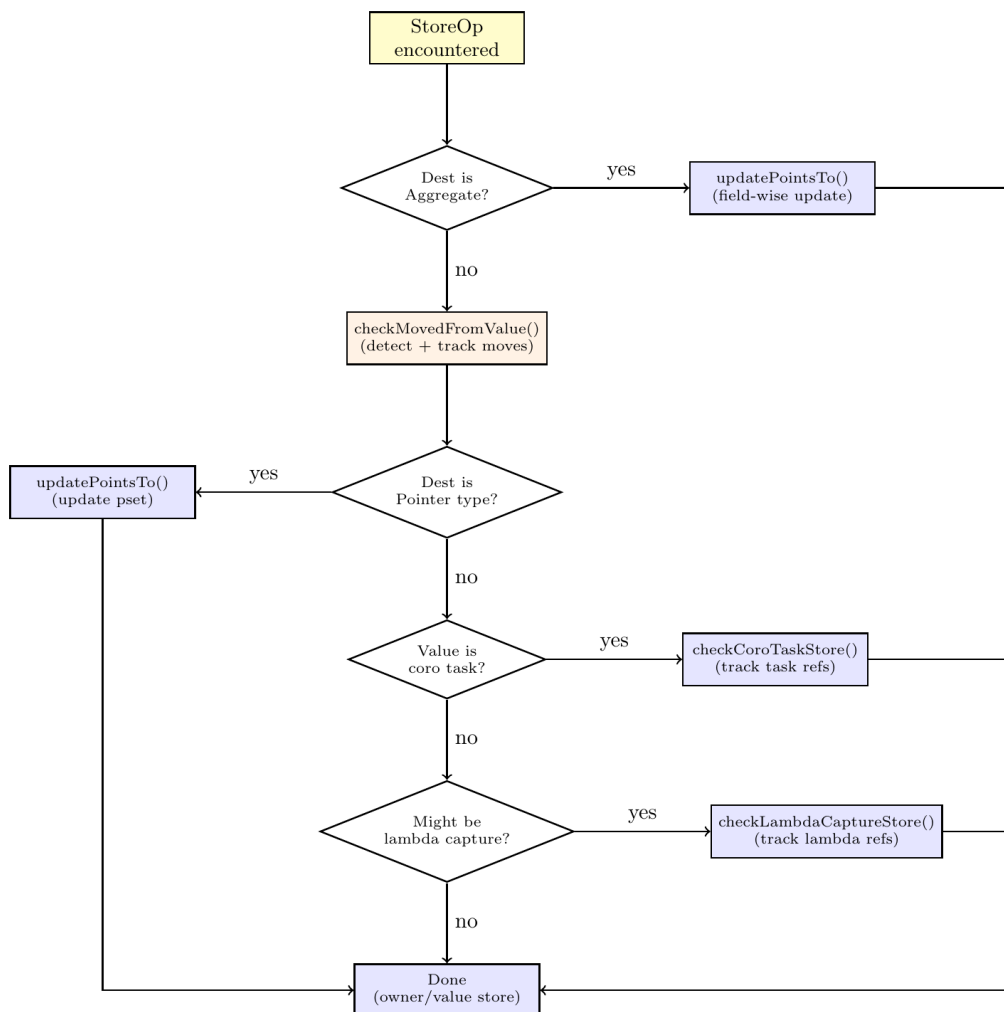 StoreOp
encountered
Dest is
Aggregate?
yes
updatePointsTo()
(field-wise update)
no
checkMovedFromValue()
(detect + track moves)
updatePointsTo()
(update pset)
yes
Dest is
Pointer type?
no
Value is
coro task?
yes
checkCoroTaskStore()
(track task refs)
no
Might be
lambda capture?
yes
checkLambdaCaptureStore()
(track lambda refs)
no
Done
(owner/value store)